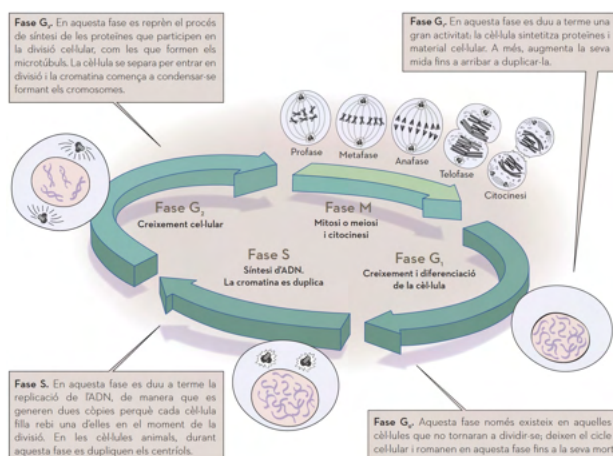 Fase G₂. En aquesta fase es reprèn el procés
de síntesi de les proteïnes que participen en
la divisió cel·lular, com les que formen els
microtúbuls. La cèl·lula se separa per entrar en
divisió i la cromatina comença a condensar-se
formant els cromosomes.
Fase G₁. En aquesta fase es duu a terme una
gran activitat: la cèl·lula sintetitza proteïnes i
material cel·lular. A més, augmenta la seva
mida fins a arribar a duplicar-la.
Profase
Metafase
Anafase
Telofase
Citocinesi
Fase G₂
Creixement cel·lular
Fase M
Mitosi o meiosi
i citocinesi
Fase S
Síntesi d'ADN.
La cromatina es duplica
Fase G₁
Creixement i diferenciació
de la cèl·lula
Fase S. En aquesta fase es duu a terme la
replicació de l'ADN, de manera que es
generen dues còpies perquè cada cèl·lula
filla rebi una d'elles en el moment de la
divisió. En les cèl·lules animals, durant
aquesta fase es dupliquen els centríols.
Fase G₀. Aquesta fase només existeix en aquelles
cèl·lules que no tornaran a dividir-se; deixen el cicle
cel·lular i romanen en aquesta fase fins a la seva mort